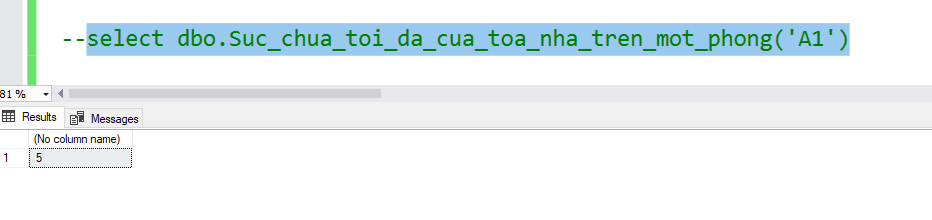 --select dbo.Suc_chua_toi_da_cua_toa_nha_tren_mot_phong('A1')
81 %
Results Messages
(No column name)
1 5